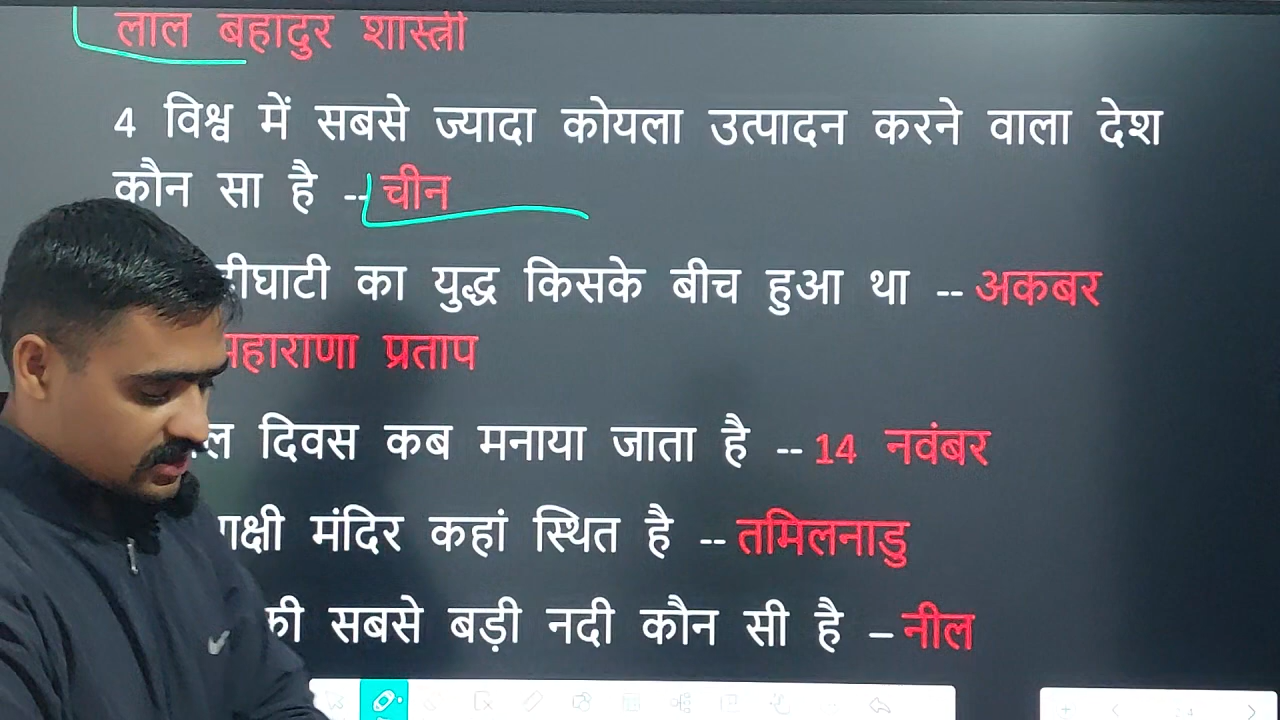 लाल बहादुर शास्त्री
4 विश्व में सबसे ज्यादा कोयला उत्पादन करने वाला देश
कौन सा है -- चीन
का युद्ध किसके बीच हुआ था -- अकबर
महाराणा प्रताप
दिवस कब मनाया जाता है -- 14 नवंबर
मंदिर कहां स्थित है -- तमिलनाडु
की सबसे बड़ी नदी कौन सी है – नील